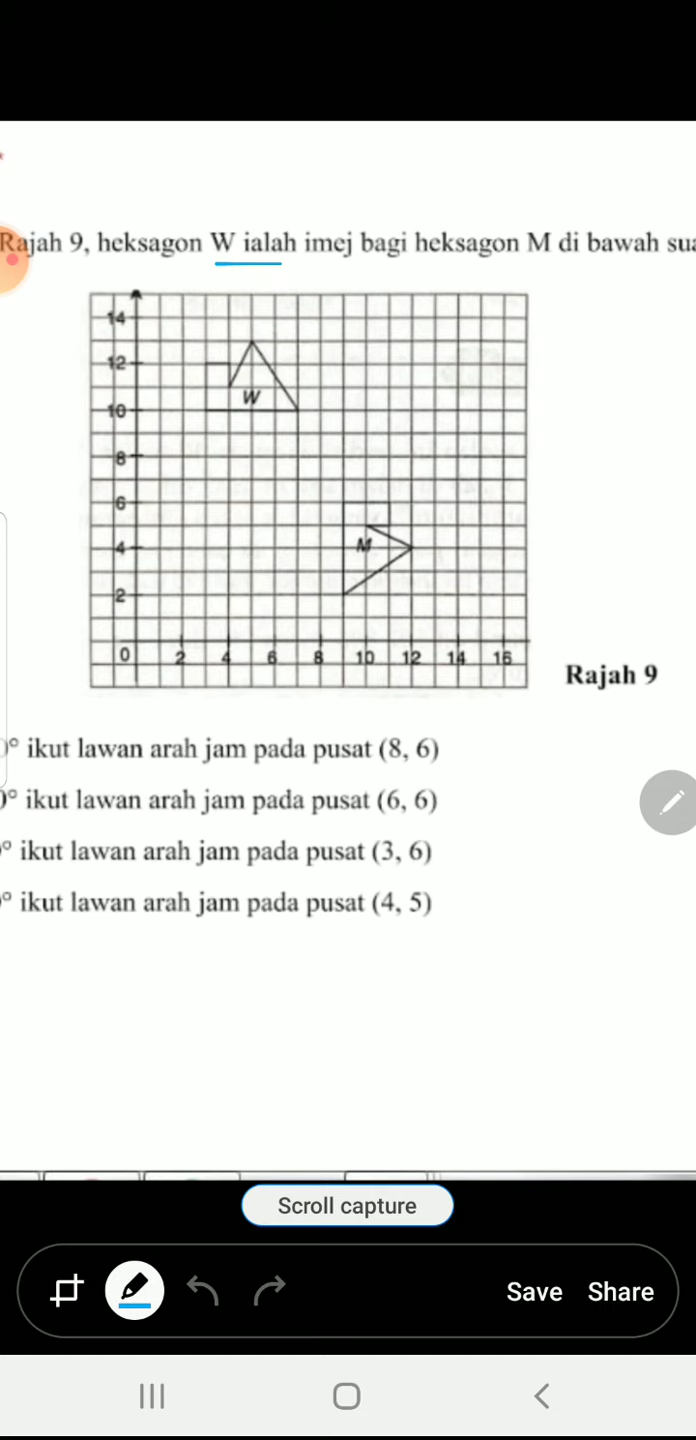 Rajah 9, heksagon W ialah imej bagi heksagon M di bawah
14
12
W
10
8
6
4
M
2
0 2 4 6 8 10 12 14 16
Rajah 9
° ikut lawan arah jam pada pusat (8, 6)
° ikut lawan arah jam pada pusat (6, 6)
° ikut lawan arah jam pada pusat (3, 6)
° ikut lawan arah jam pada pusat (4, 5)
Scroll capture
Save Share